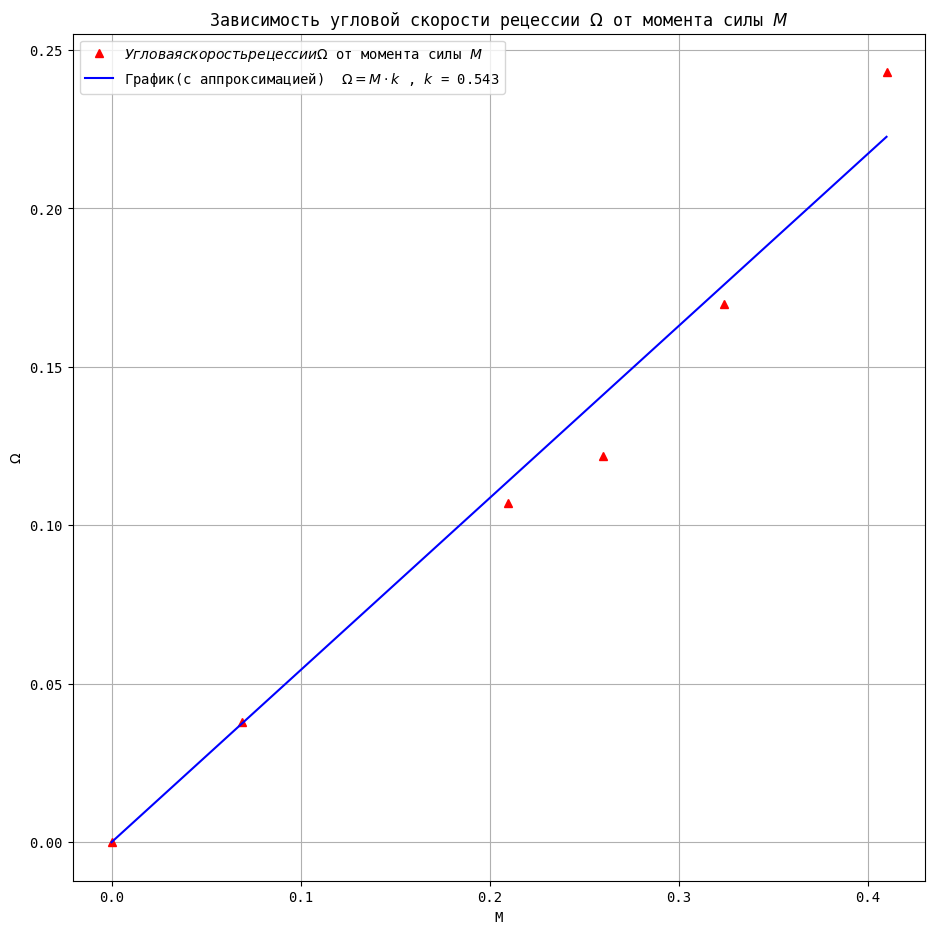 Зависимость угловой скорости рецессии Ω от момента силы M
УгловаяскоростьрецессииΩ от момента силы M
График(с аппроксимацией)  Ω = M · k , k = 0.543
0.25
0.20
0.15
0.10
0.05
0.00
Ω
0.0 0.1 0.2 0.3 0.4
M